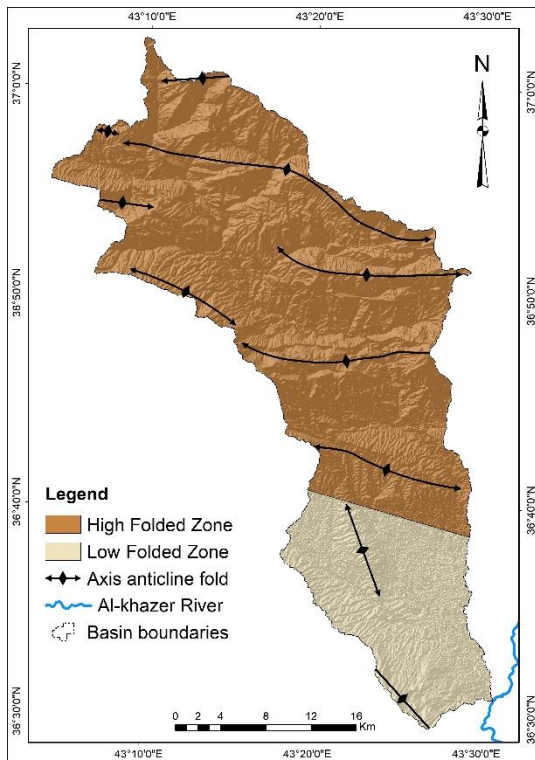 43°10'0"E 43°20'0"E 43°30'0"E
N
37°0'0"N 37°0'0"N
36°50'0"N 36°50'0"N
36°40'0"N 36°40'0"N
36°30'0"N 36°30'0"N
Legend
High Folded Zone
Low Folded Zone
Axis anticline fold
Al-khazer River
Basin boundaries
0 2 4 8 12 16
Km
43°10'0"E 43°20'0"E 43°30'0"E